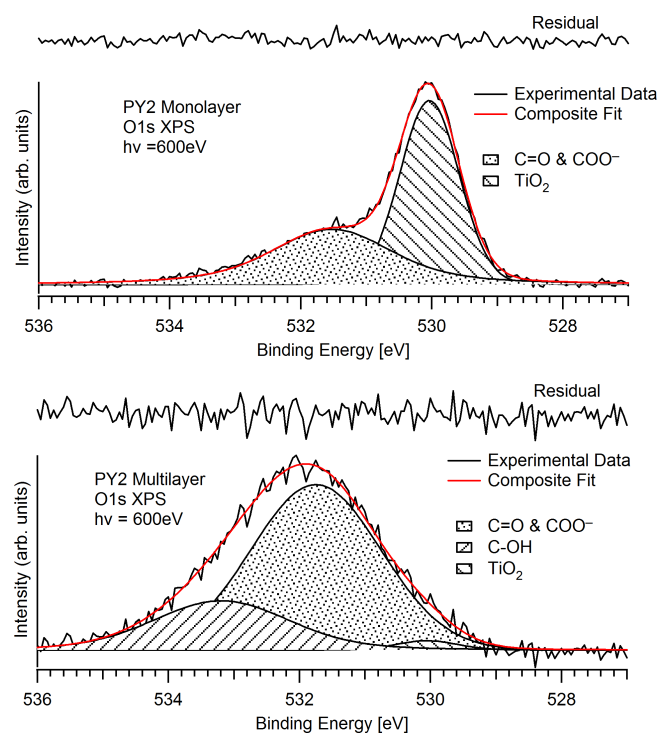 Residual
Intensity (arb. units)
PY2 Monolayer
O1s XPS
hv =600eV
Experimental Data
Composite Fit
C=O & COO⁻
TiO₂
536 534 532 530 528
Binding Energy [eV]
Residual
Intensity (arb. units)
PY2 Multilayer
O1s XPS
hv = 600eV
Experimental Data
Composite Fit
C=O & COO⁻
C-OH
TiO₂
536 534 532 530 528
Binding Energy [eV]